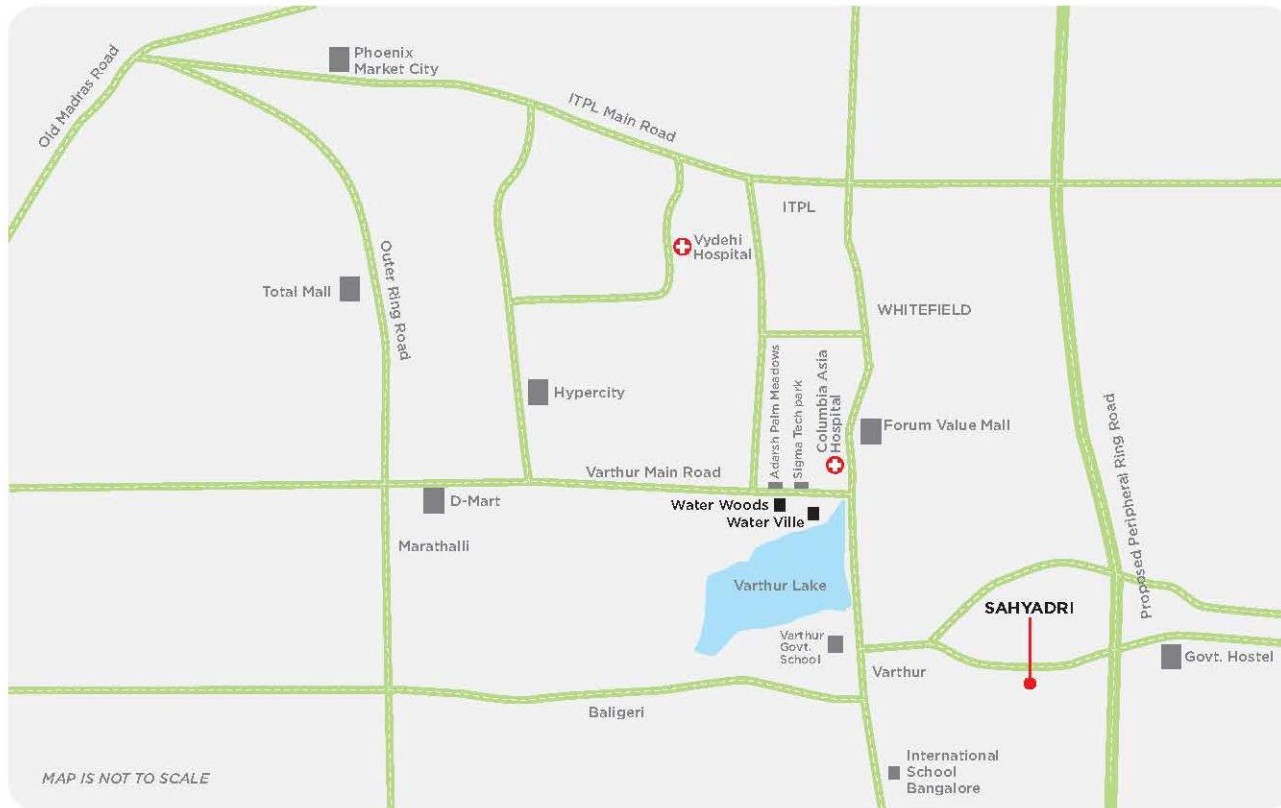 Phoenix
Market City
Old Madras Road
ITPL Main Road
ITPL
Vydehi
Hospital
Outer Ring Road
Total Mall
WHITEFIELD
Hypercity
Adarsh Palm Meadows
Sigma Tech park
Columbia Asia
Hospital
Forum Value Mall
Proposed Peripheral Ring Road
Varthur Main Road
D-Mart
Water Woods
Water Ville
Marathalli
Varthur Lake
SAHYADRI
Varthur
Govt.
School
Varthur
Govt. Hostel
Baligeri
International
School
Bangalore
MAP IS NOT TO SCALE